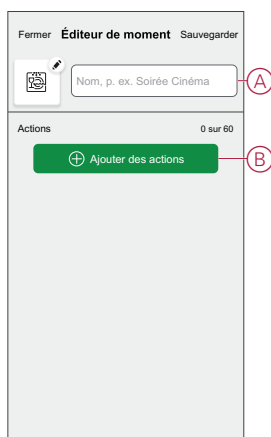 Fermer Éditeur de moment Sauvegarder
Nom, p. ex. Soirée Cinéma
A
Actions 0 sur 60
Ajouter des actions
B